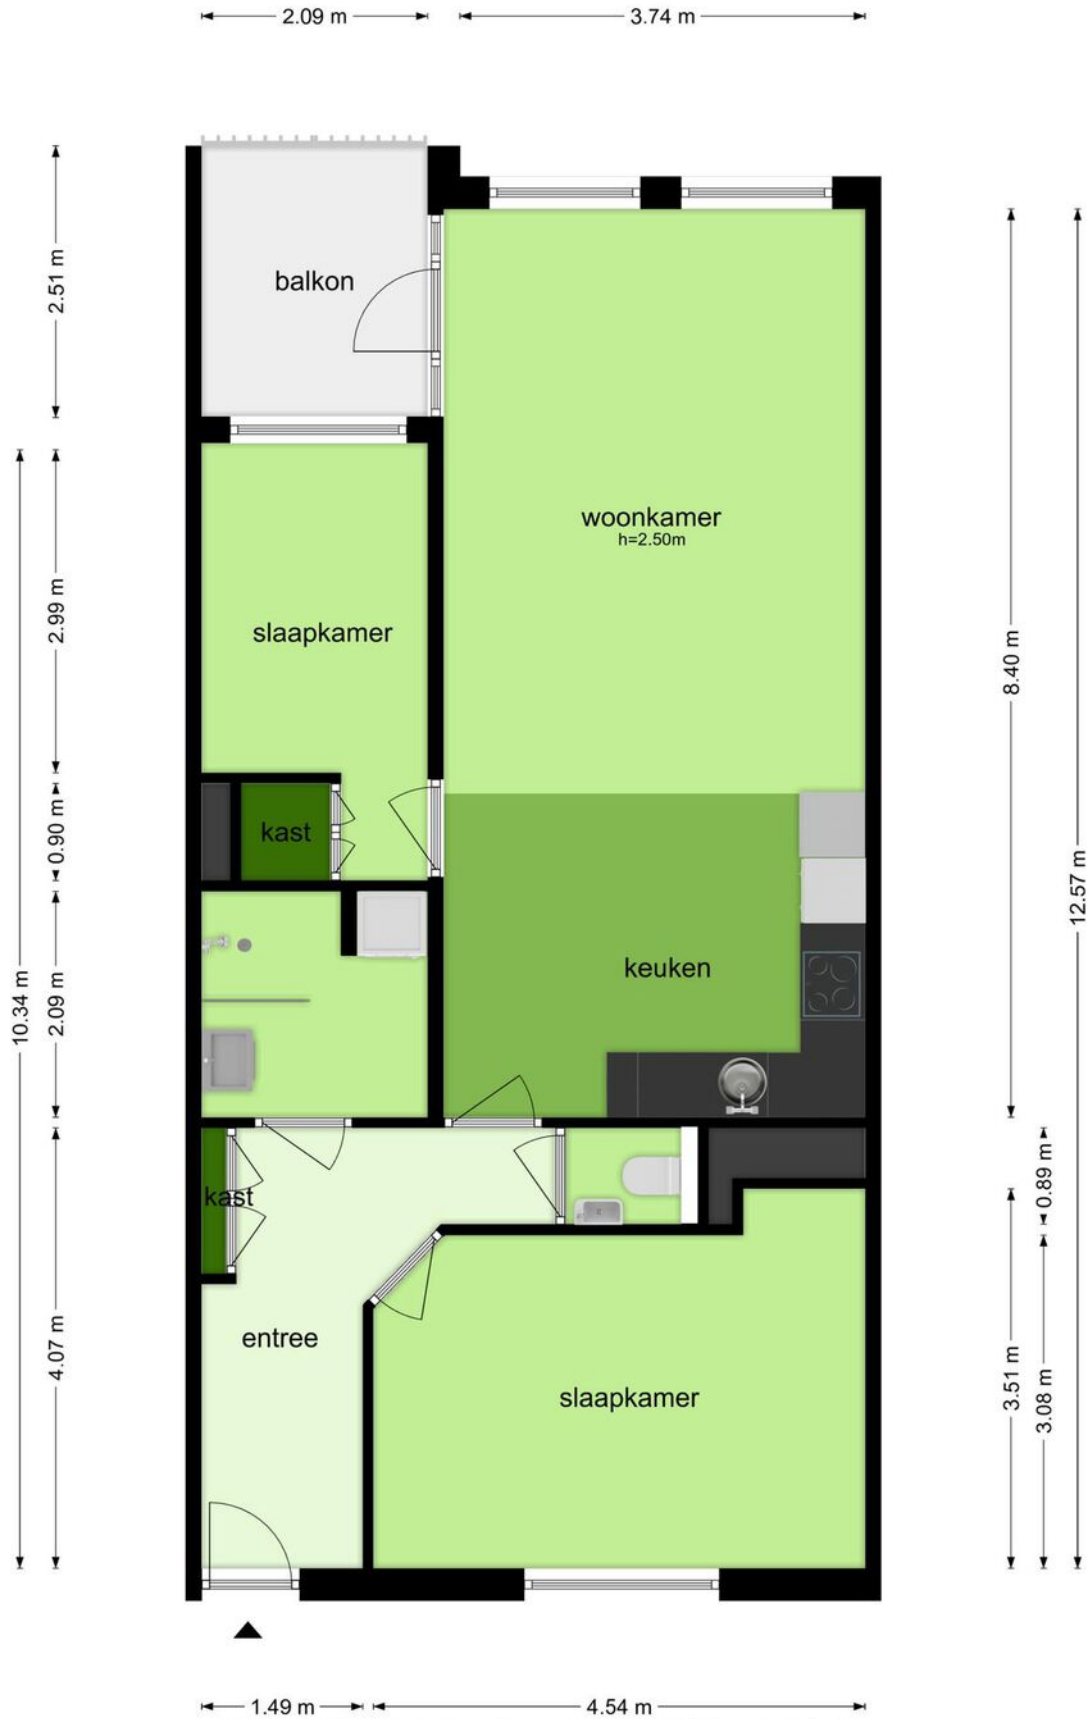 2.09 m
3.74 m
balkon
2.51 m
woonkamer
h=2.50m
slaapkamer
2.99 m
8.40 m
kast
0.90 m
12.57 m
keuken
10.34 m
2.09 m
kast
0.89 m
entree
4.07 m
slaapkamer
3.51 m
3.08 m
1.49 m
4.54 m